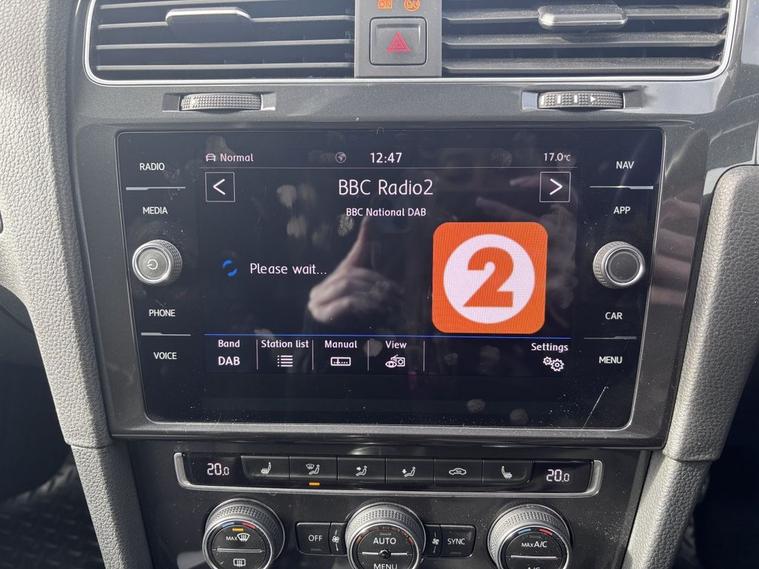 RADIO
MEDIA
PHONE
VOICE
Normal
12:47
17.0°C
BBC Radio2
BBC National DAB
Please wait...
2
Band
DAB
Station list
Manual
View
Settings
NAV
APP
CAR
MENU
20.0
20.0
MAX
OFF
AUTO
MENU
SYNC
MAX A/C
A/C